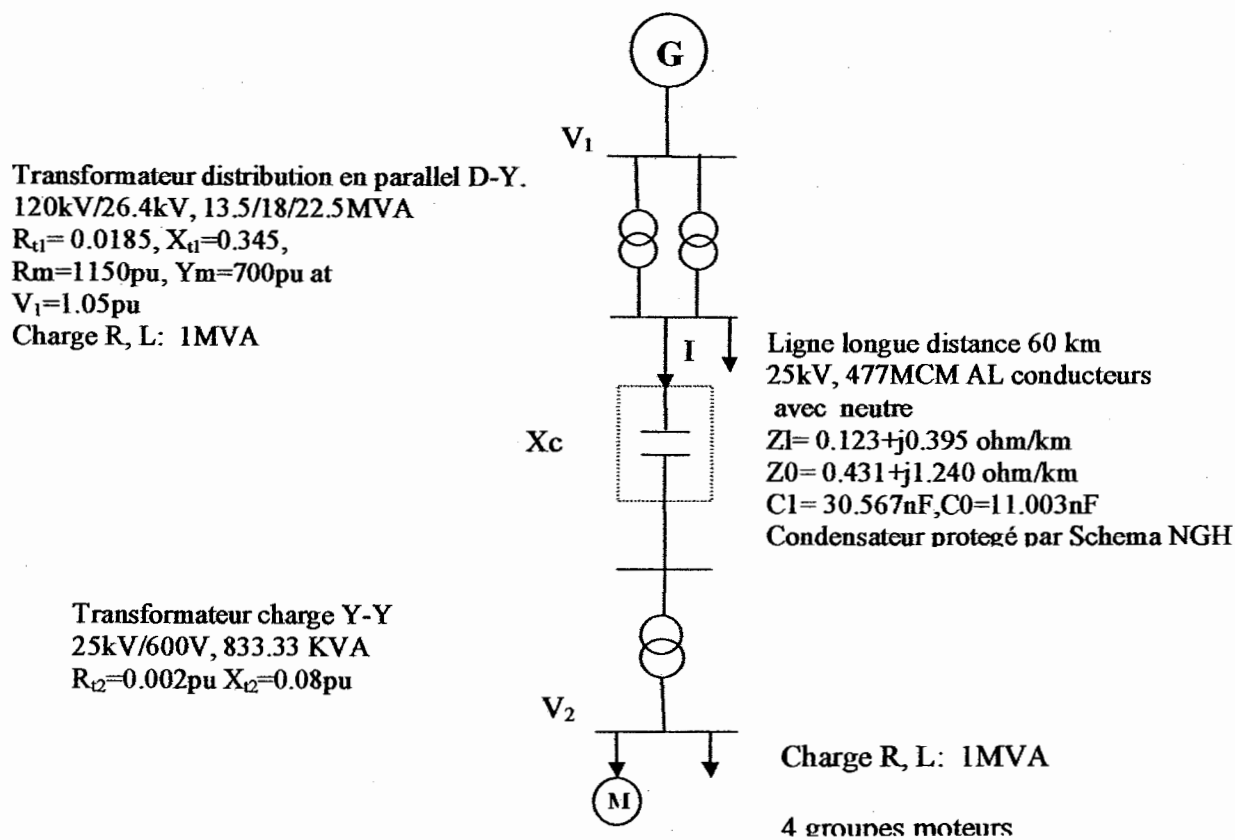 G
V₁
Transformateur distribution en parallel D-Y.
120kV/26.4kV, 13.5/18/22.5MVA
Rt1= 0.0185, Xt1=0.345,
Rm=1150pu, Ym=700pu at
V₁=1.05pu
Charge R, L: 1MVA
I
Ligne longue distance 60 km
25kV, 477MCM AL conducteurs
avec neutre
Zl= 0.123+j0.395 ohm/km
Z0= 0.431+j1.240 ohm/km
C1= 30.567nF,C0=11.003nF
Condensateur protegé par Schema NGH
Xc
Transformateur charge Y-Y
25kV/600V, 833.33 KVA
Rt2=0.002pu Xt2=0.08pu
V₂
Charge R, L: 1MVA
M
4 groupes moteurs